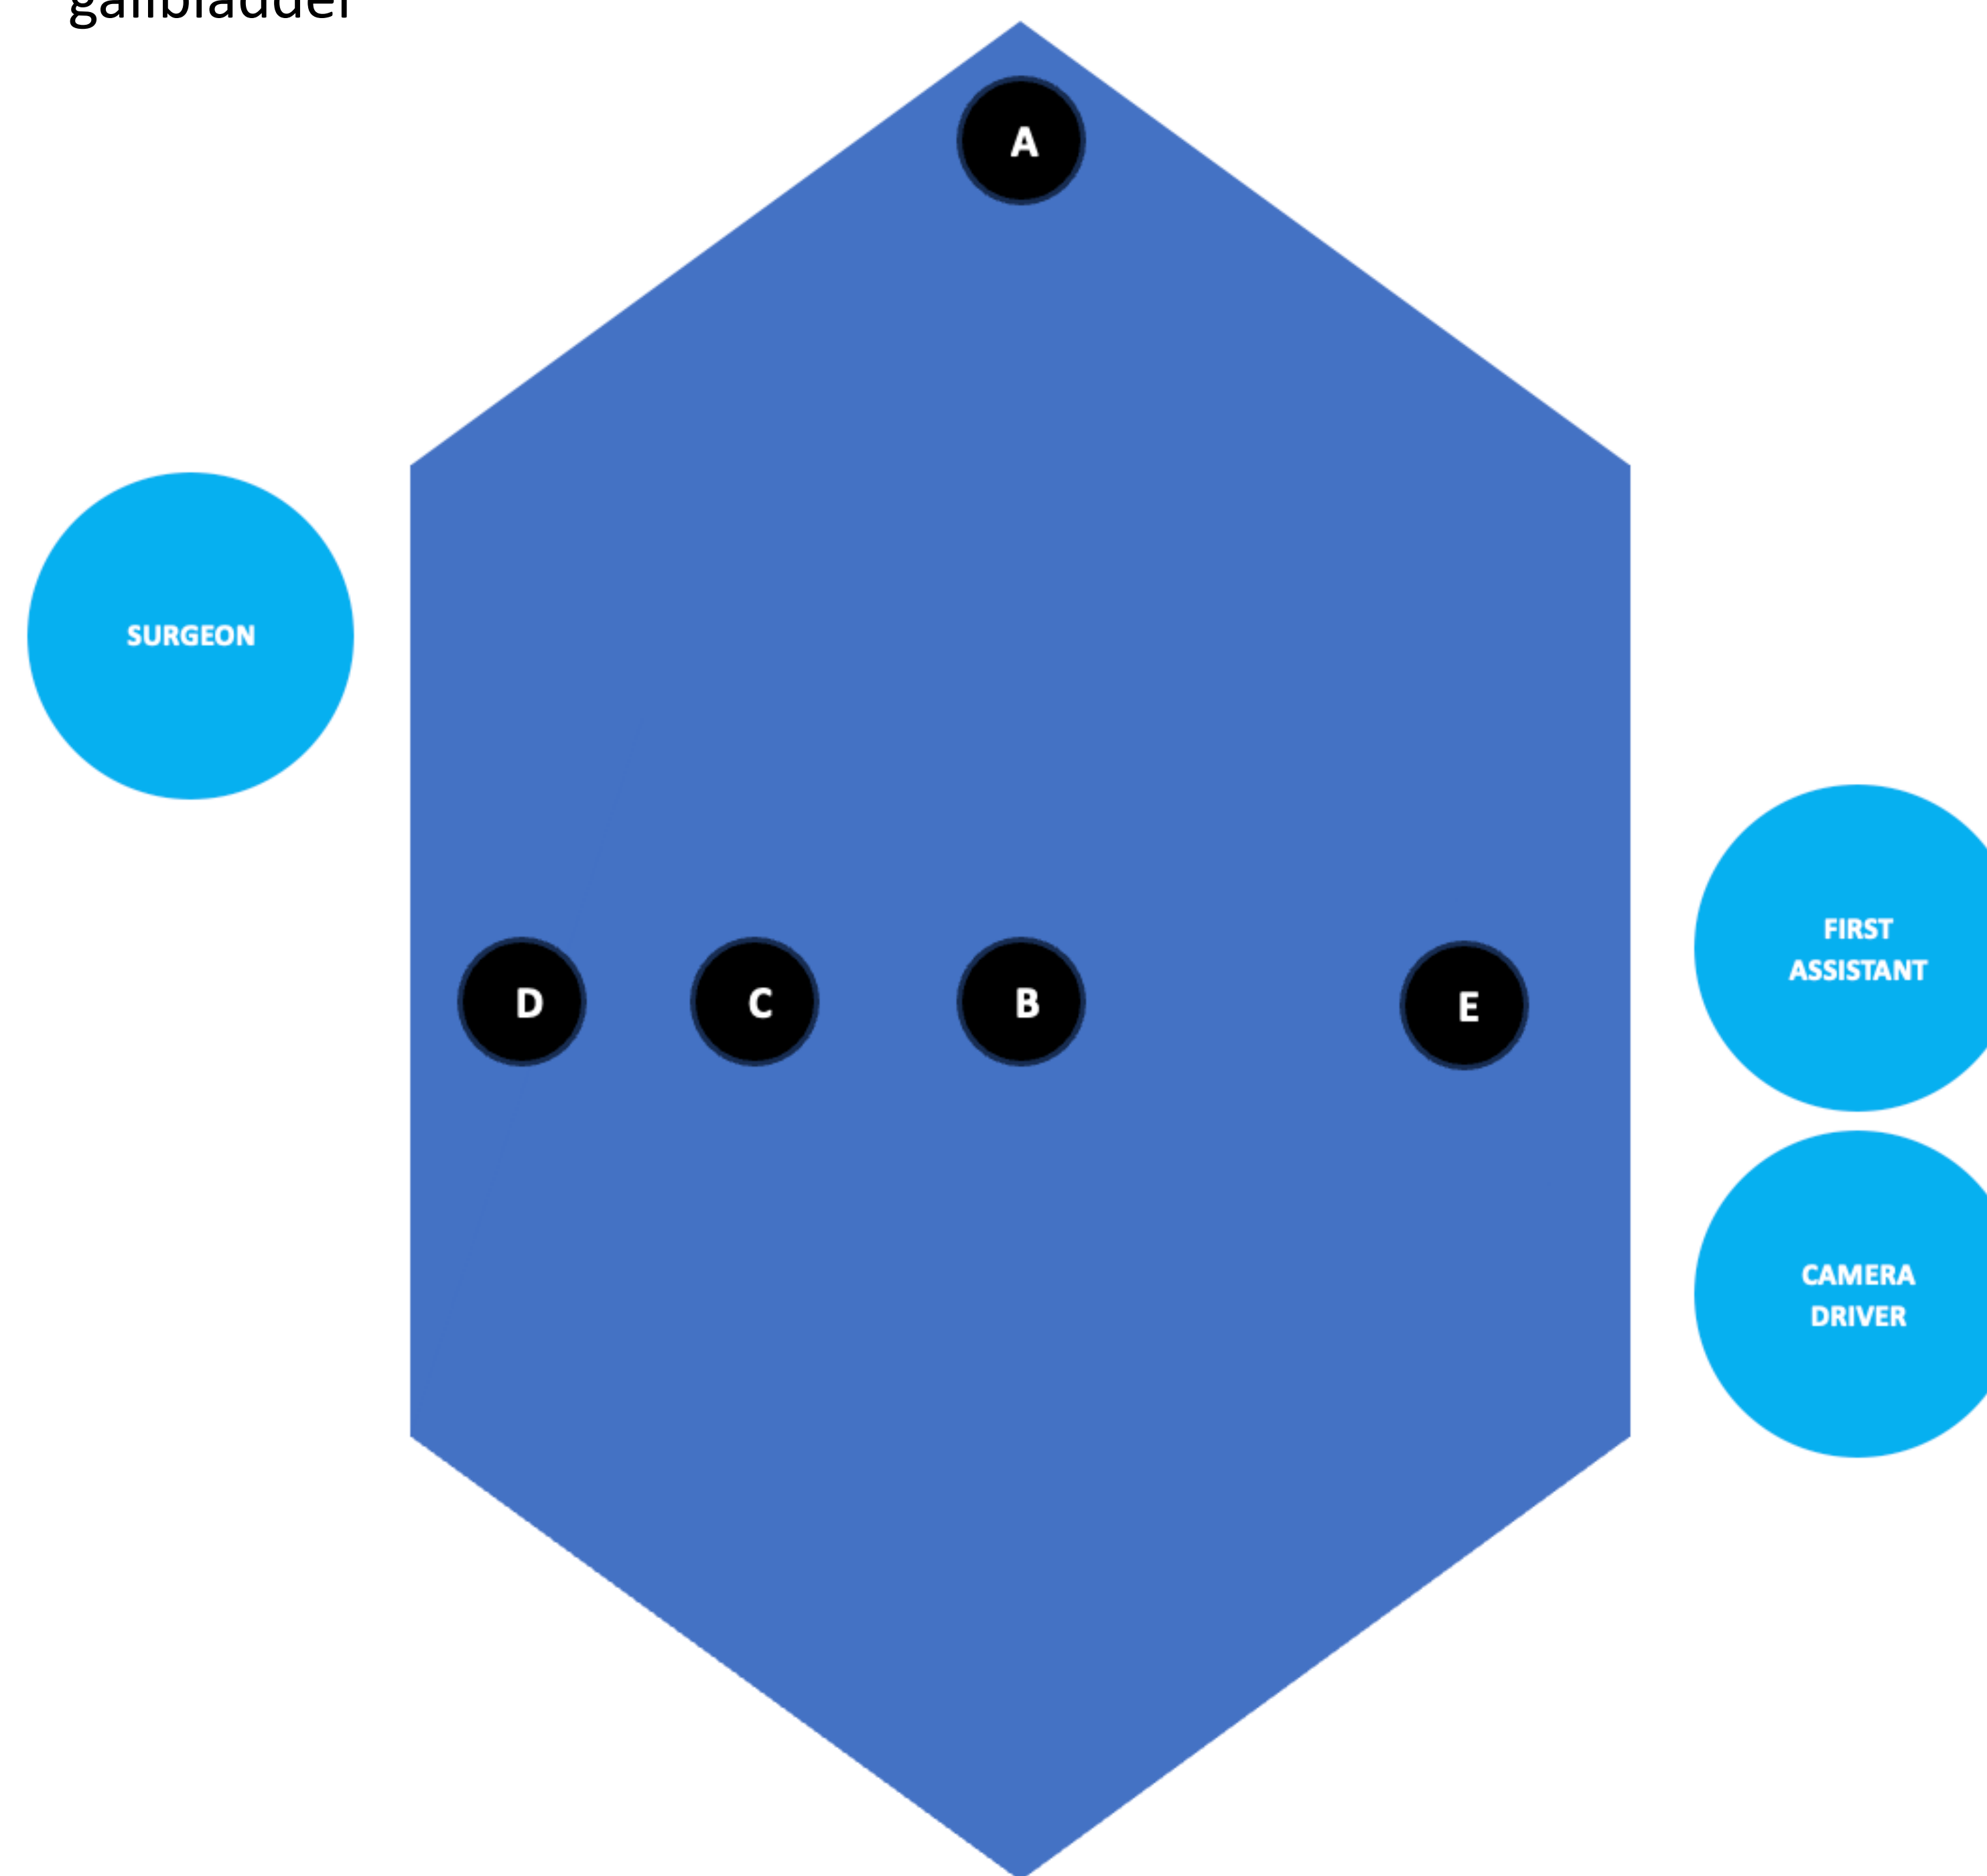 gallbladder
A
SURGEON
FIRST
ASSISTANT
D
C
B
E
CAMERA
DRIVER